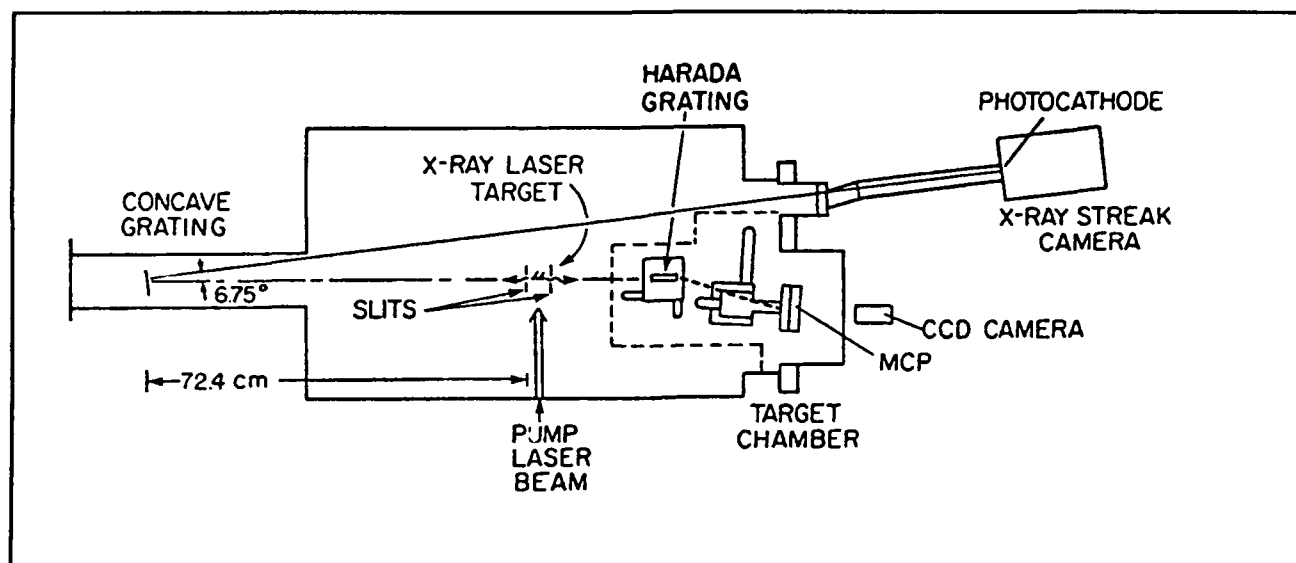 HARADA
GRATING
PHOTOCATHODE
X-RAY LASER
TARGET
CONCAVE
GRATING
X-RAY STREAK
CAMERA
6.75°
SLITS
CCD CAMERA
MCP
72.4 cm
TARGET
CHAMBER
PUMP
LASER
BEAM